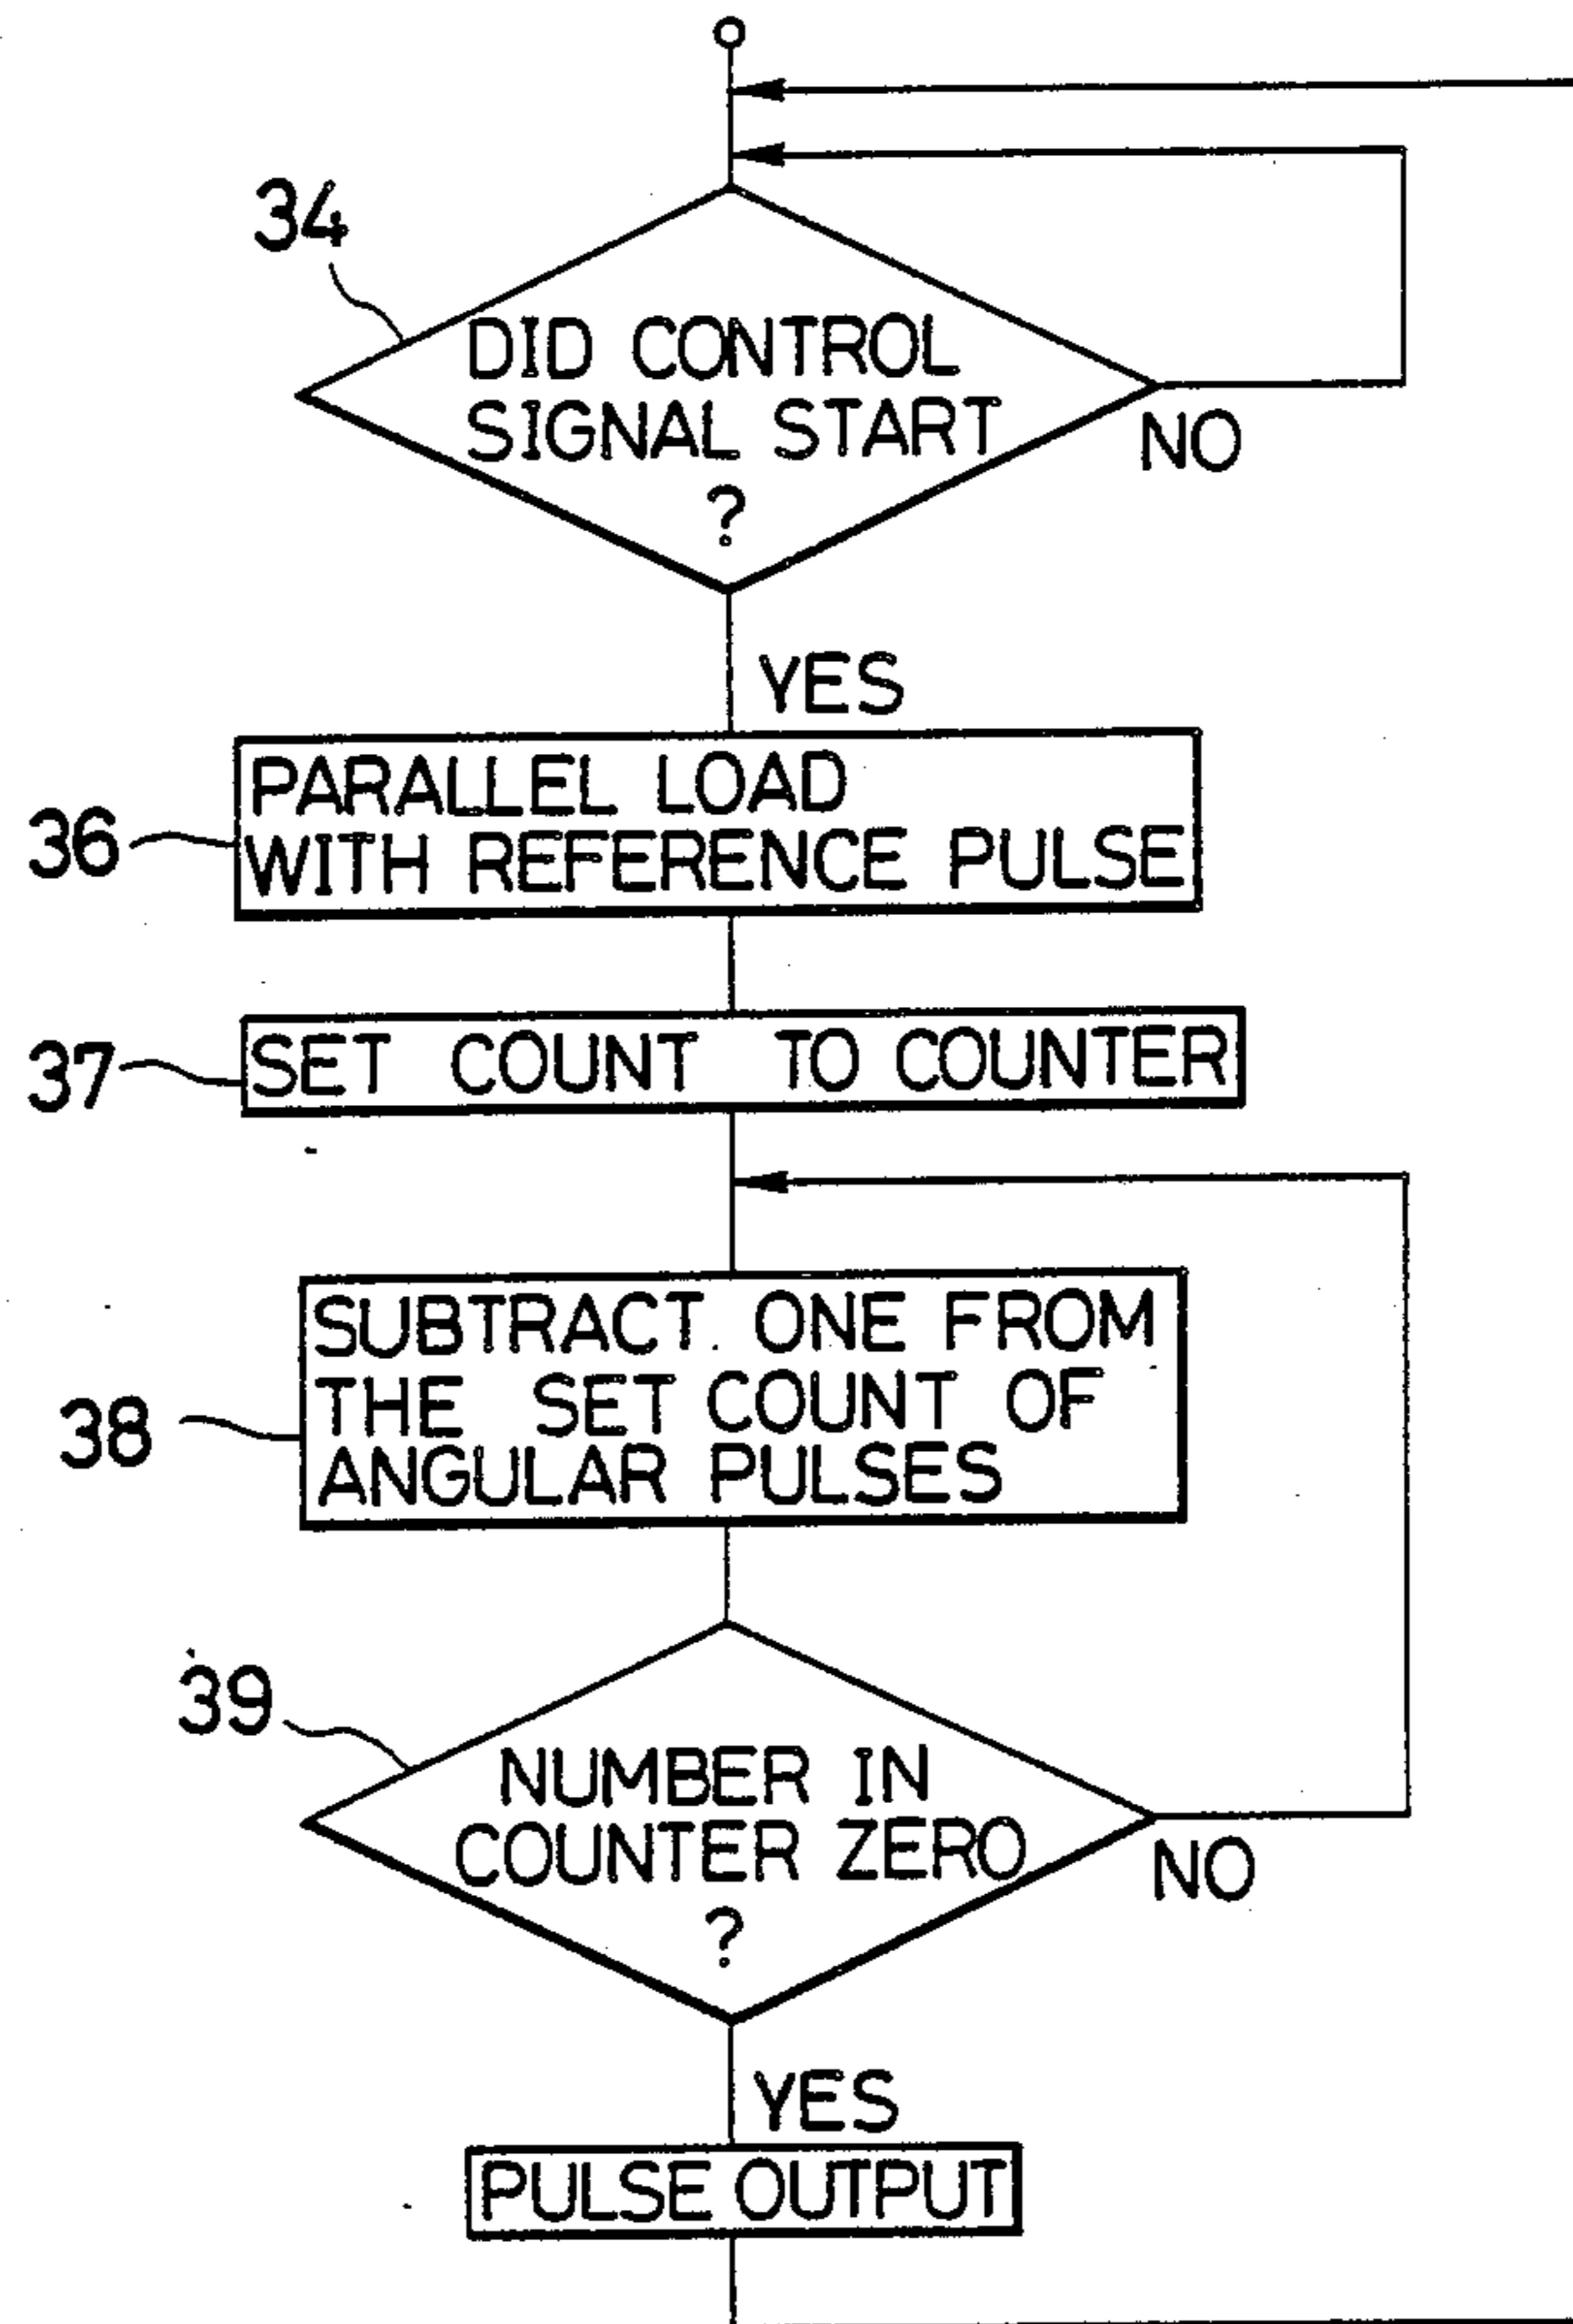 34
DID CONTROL
SIGNAL START
?
NO
YES
PARALLEL LOAD
WITH REFERENCE PULSE
36
SET COUNT TO COUNTER
37
SUBTRACT ONE FROM
THE SET COUNT OF
ANGULAR PULSES
38
39
NUMBER IN
COUNTER ZERO
?
NO
YES
PULSE OUTPUT